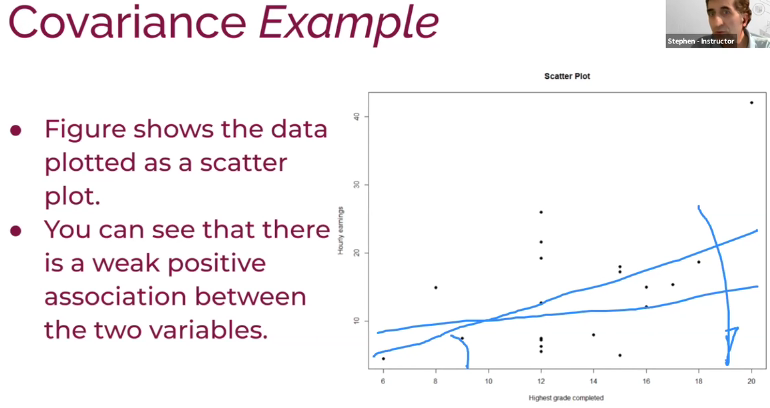 Covariance Example
Stephen - Instructor
● Figure shows the data
plotted as a scatter
plot.
● You can see that there
is a weak positive
association between
the two variables.
Scatter Plot
Hourly earnings
40
30
20
10
6 8 10 12 14 16 18 20
Highest grade completed